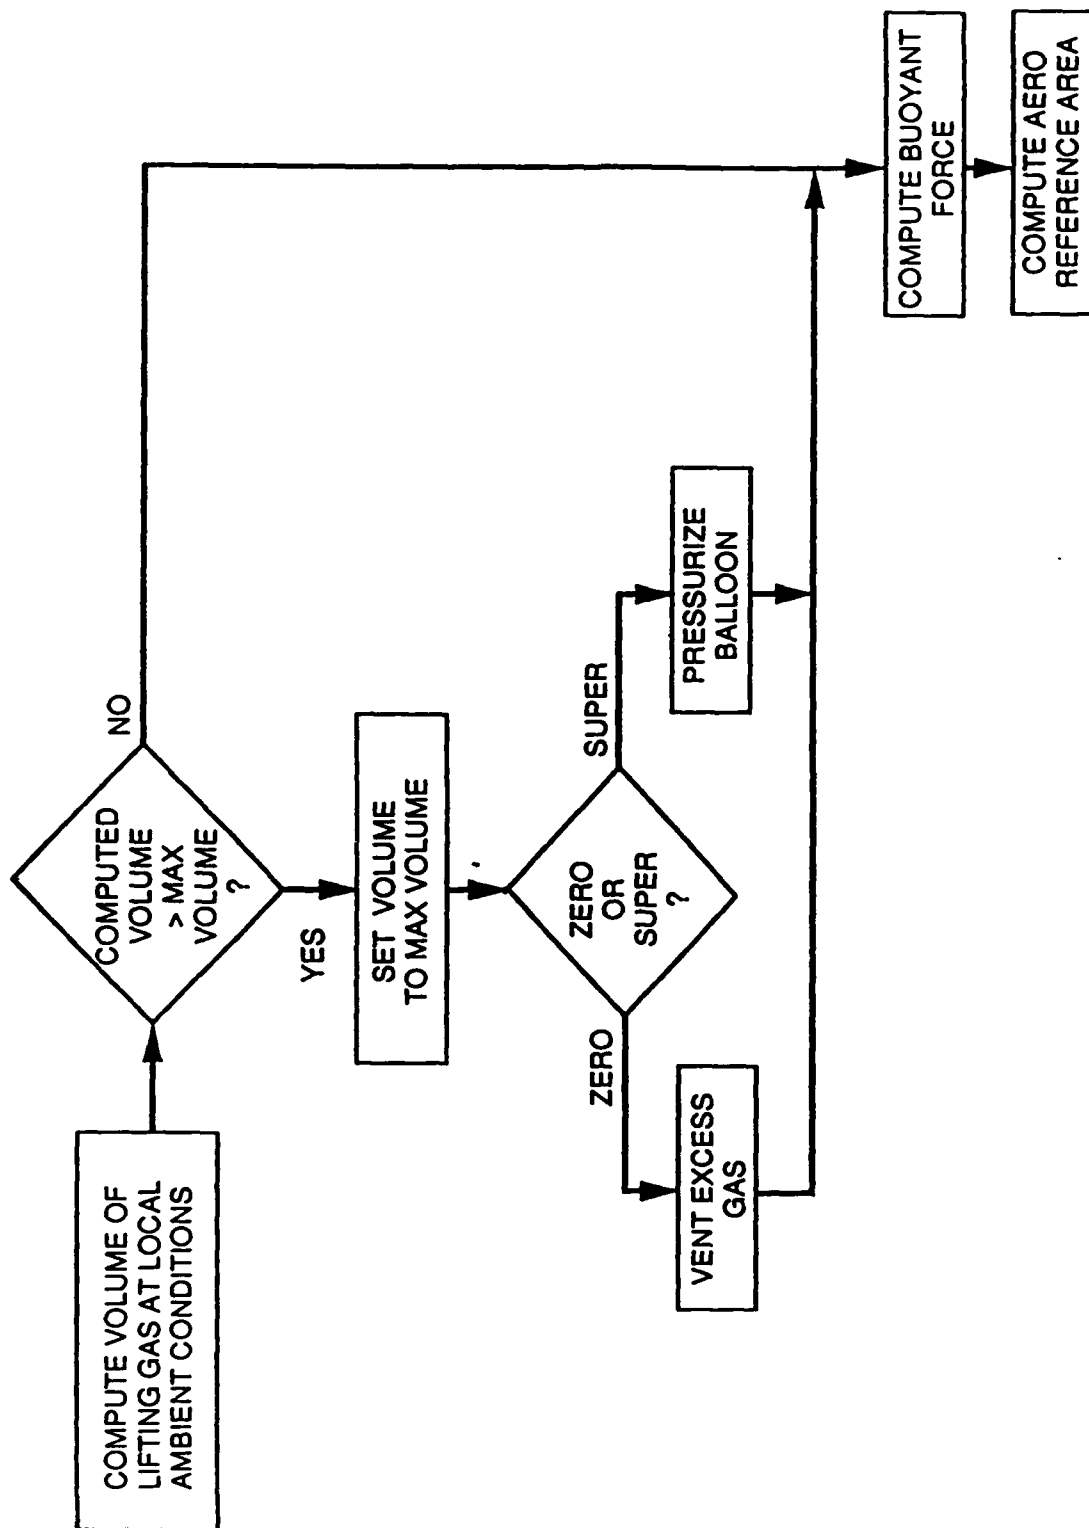 COMPUTE VOLUME OF
LIFTING GAS AT LOCAL
AMBIENT CONDITIONS
COMPUTED
VOLUME
> MAX
VOLUME
?
NO
YES
SET VOLUME
TO MAX VOLUME
ZERO
OR
SUPER
?
ZERO
SUPER
VENT EXCESS
GAS
PRESSURIZE
BALLOON
COMPUTE BUOYANT
FORCE
COMPUTE AERO
REFERENCE AREA